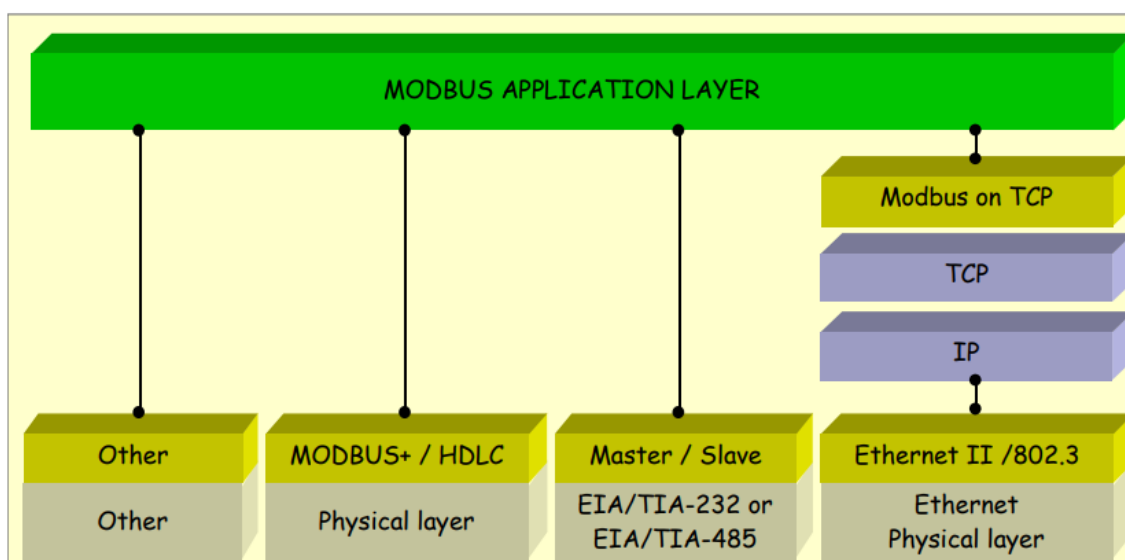 MODBUS APPLICATION LAYER
Modbus on TCP
TCP
IP
Other
MODBUS+ / HDLC
Master / Slave
Ethernet II /802.3
Other
Physical layer
EIA/TIA-232 or
EIA/TIA-485
Ethernet
Physical layer